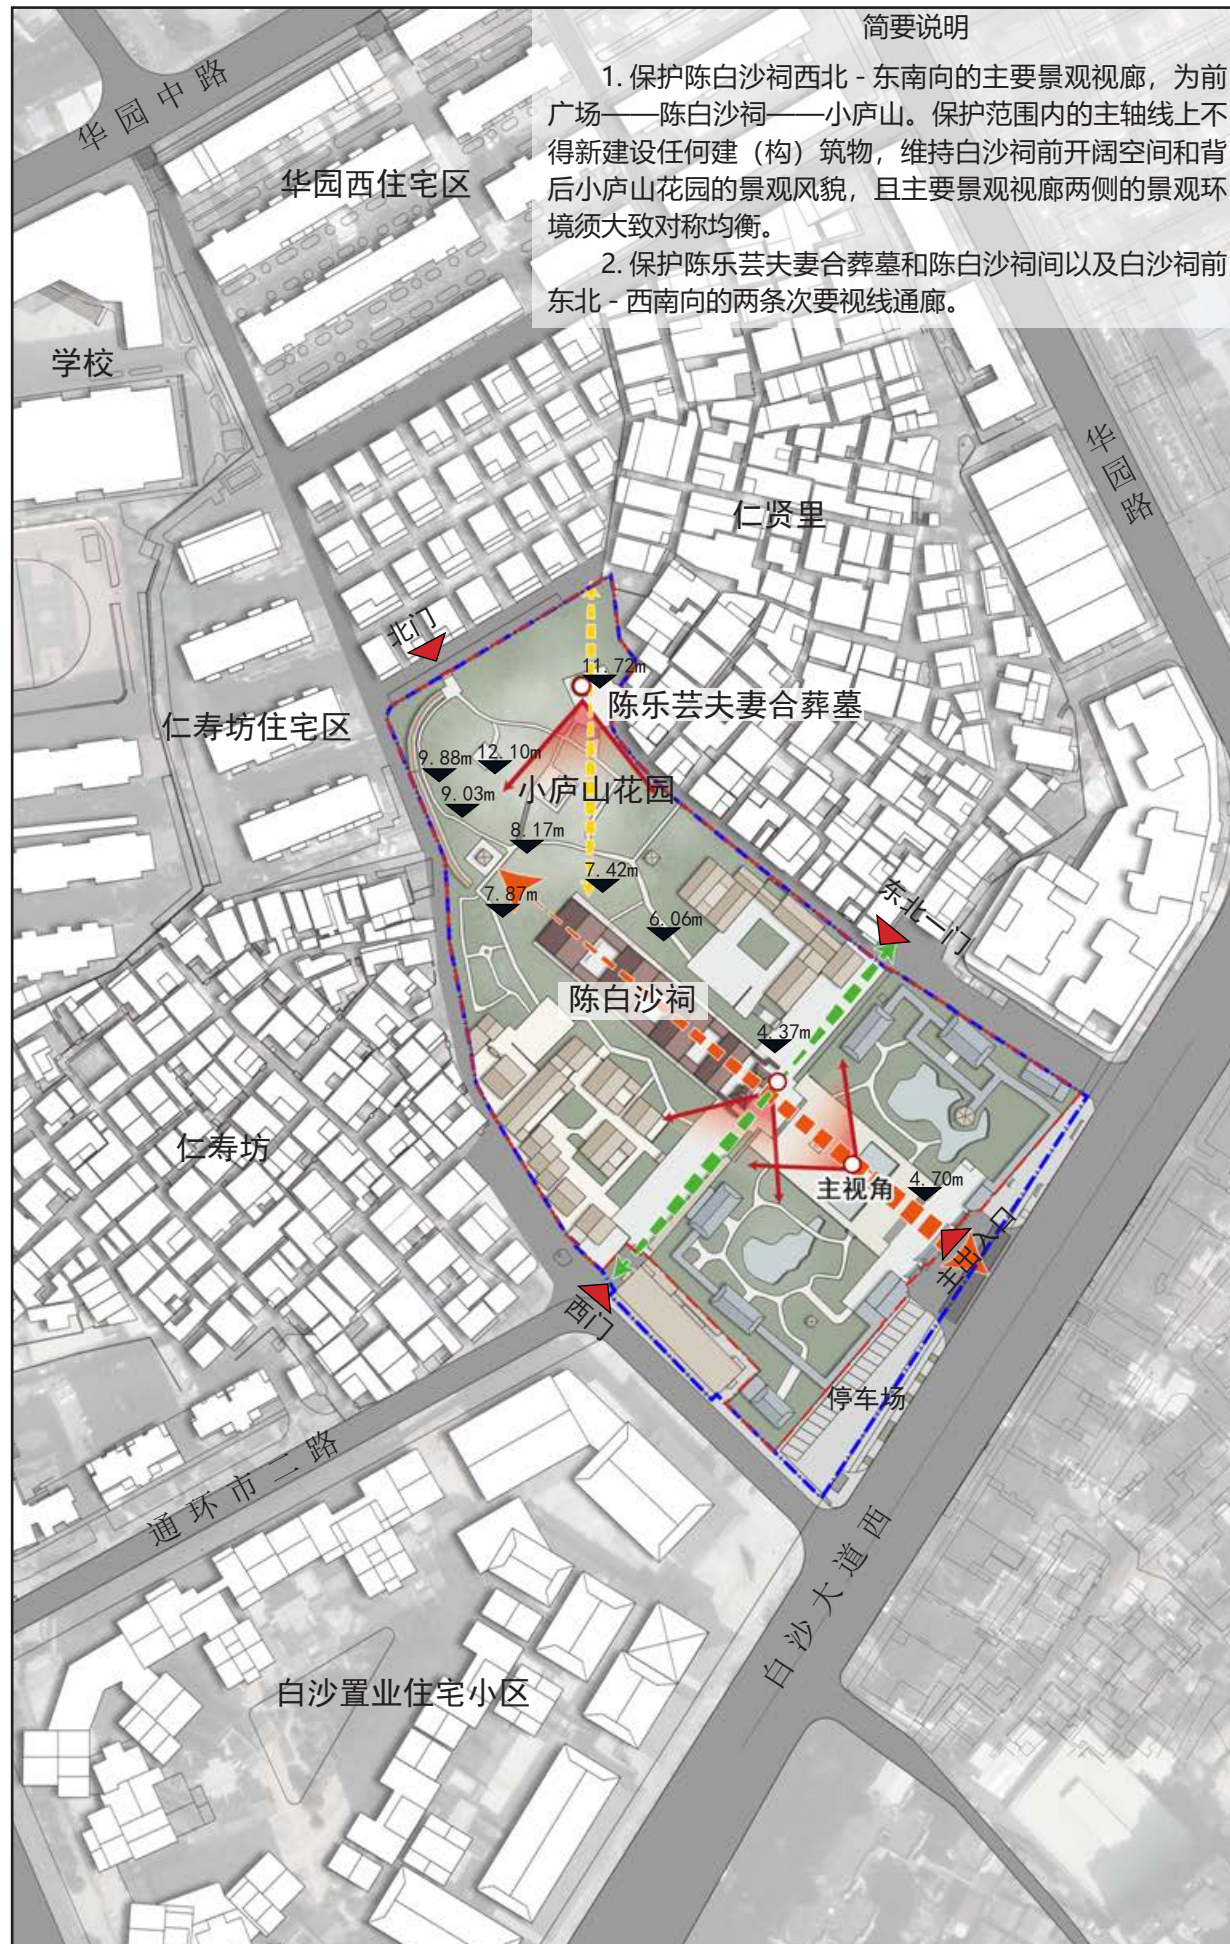 简要说明
1. 保护陈白沙祠西北 - 东南向的主要景观视廊，为前
广场——陈白沙祠——小庐山。保护范围内的主轴线上不
得新建设任何建（构）筑物，维持白沙祠前开阔空间和背
后小庐山花园的景观风貌，且主要景观视廊两侧的景观环
境须大致对称均衡。
2. 保护陈乐芸夫妻合葬墓和陈白沙祠间以及白沙祠前
东北 - 西南向的两条次要视线通廊。
华园中路
华园西住宅区
学校
华园路
仁贤里
北门
11.72m
陈乐芸夫妻合葬墓
仁寿坊住宅区
9.88m
12.10m
小庐山花园
9.03m
8.17m
7.42m
7.87m
6.06m
东北一门
陈白沙祠
4.37m
仁寿坊
主视角
4.70m
主出入口
西门
停车场
通环市二路
白沙大道西
白沙置业住宅小区